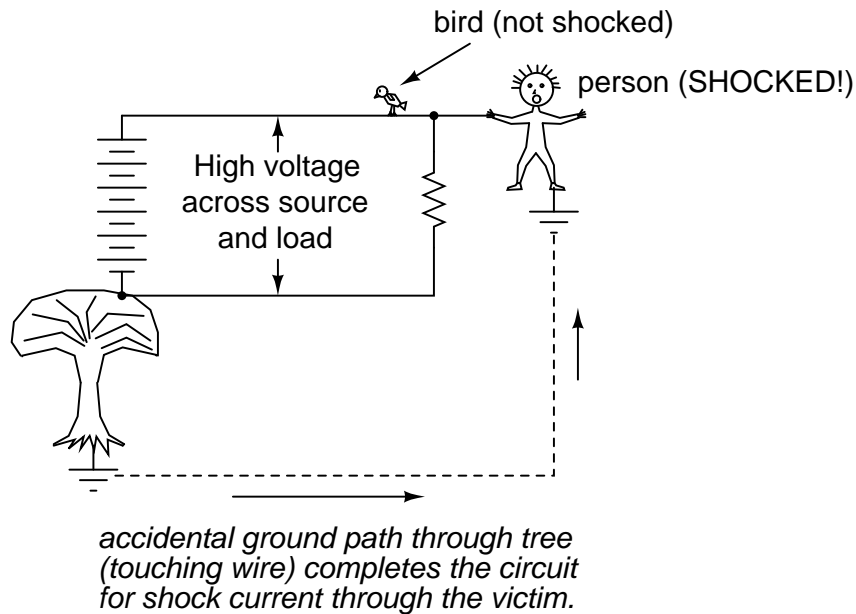 bird (not shocked)
person (SHOCKED!)
High voltage
across source
and load
accidental ground path through tree
(touching wire) completes the circuit
for shock current through the victim.